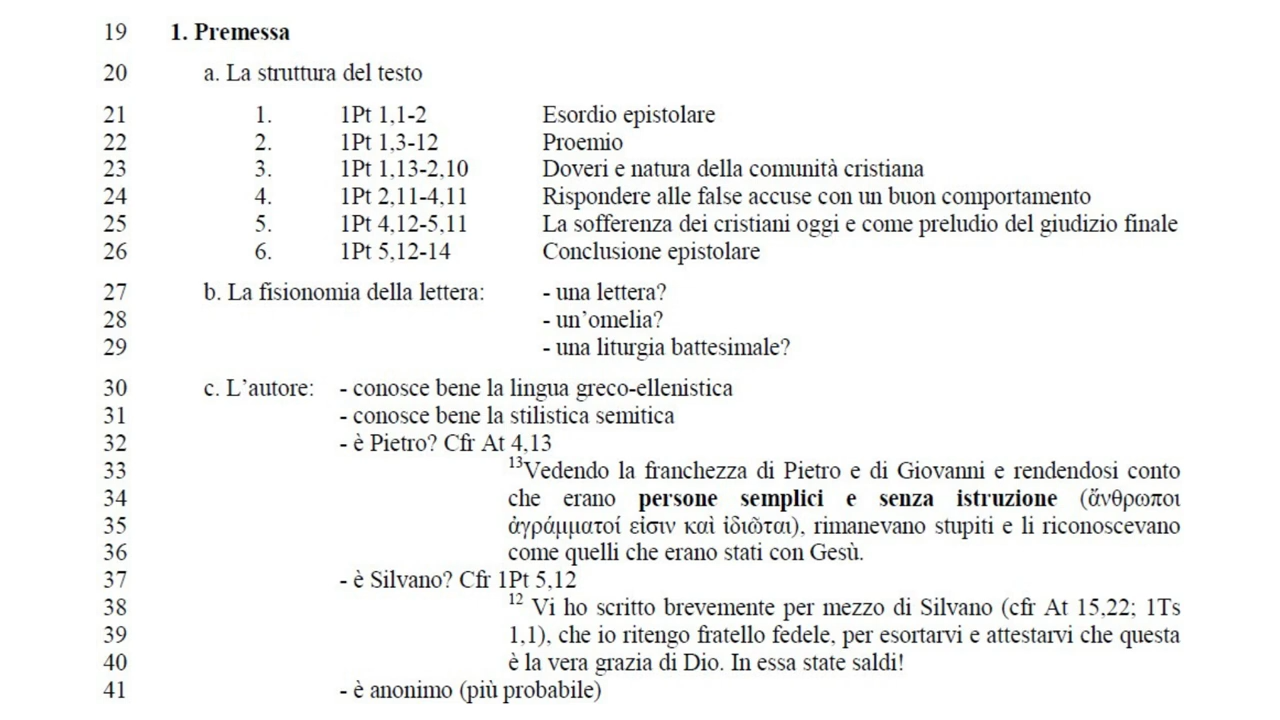 19 1. Premessa
20 a. La struttura del testo
21 1. 1Pt 1,1-2 Esordio epistolare
22 2. 1Pt 1,3-12 Proemio
23 3. 1Pt 1,13-2,10 Doveri e natura della comunità cristiana
24 4. 1Pt 2,11-4,11 Rispondere alle false accuse con un buon comportamento
25 5. 1Pt 4,12-5,11 La sofferenza dei cristiani oggi e come preludio del giudizio finale
26 6. 1Pt 5,12-14 Conclusione epistolare
27 b. La fisionomia della lettera: - una lettera?
28 - un’omelia?
29 - una liturgia battesimale?
30 c. L’autore: - conosce bene la lingua greco-ellenistica
31 - conosce bene la stilistica semitica
32 - è Pietro? Cfr At 4,13
33 13Vedendo la franchezza di Pietro e di Giovanni e rendendosi conto
34 che erano persone semplici e senza istruzione (ἄνθρωποι
35 ἀγράμματοί εἰσιν καὶ ἰδιῶται), rimanevano stupiti e li riconoscevano
36 come quelli che erano stati con Gesù.
37 - è Silvano? Cfr 1Pt 5,12
38 12 Vi ho scritto brevemente per mezzo di Silvano (cfr At 15,22; 1Ts
39 1,1), che io ritengo fratello fedele, per esortarvi e attestarvi che questa
40 è la vera grazia di Dio. In essa state saldi!
41 - è anonimo (più probabile)